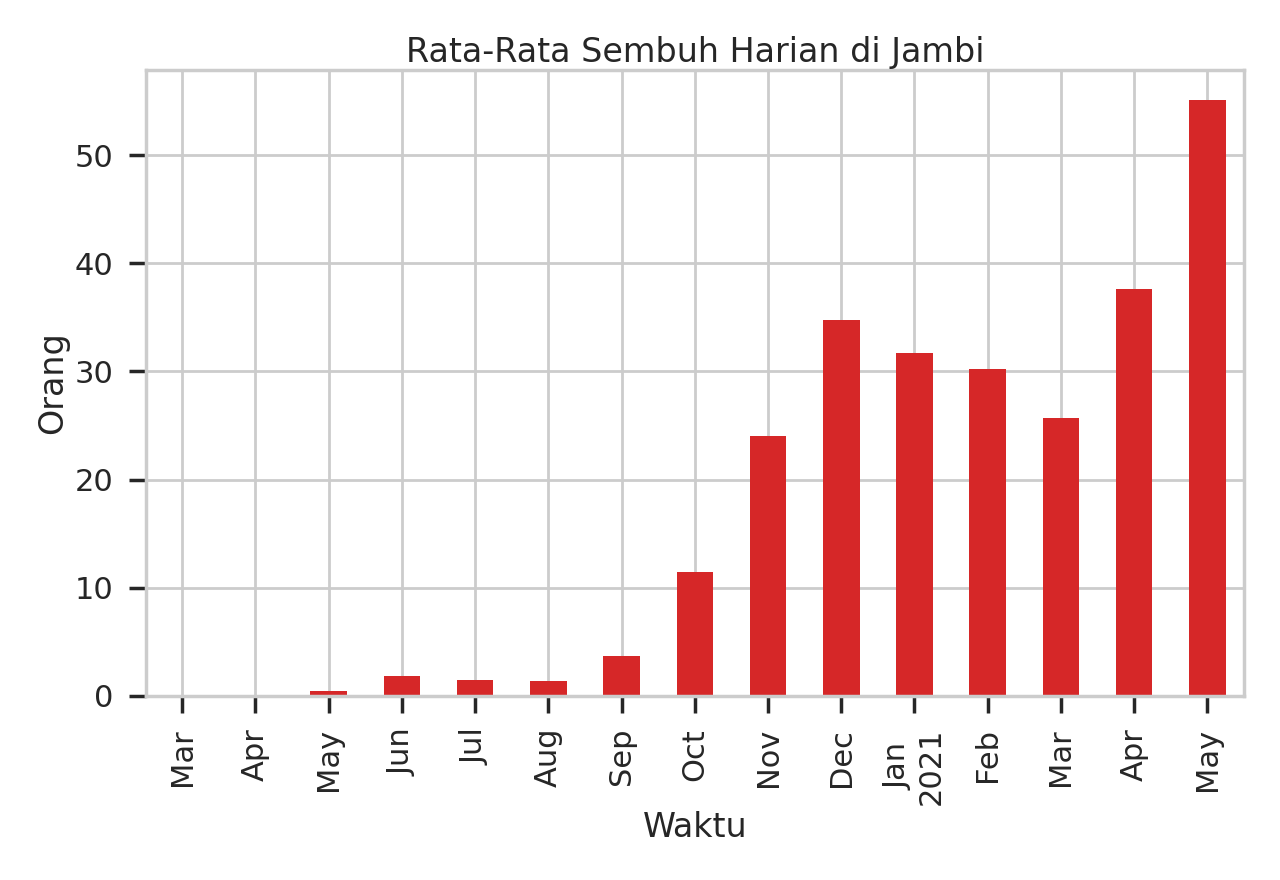 Rata-Rata Sembuh Harian di Jambi
Orang
50
40
30
20
10
0
Mar
Apr
May
Jun
Jul
Aug
Sep
Oct
Nov
Dec
Jan
2021
Feb
Mar
Apr
May
Waktu